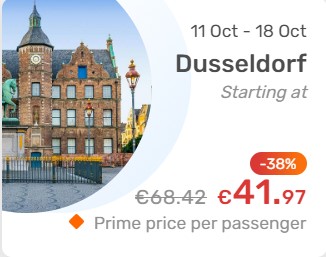 11 Oct - 18 Oct
Dusseldorf
Starting at
-38%
€68.42 €41.97
Prime price per passenger